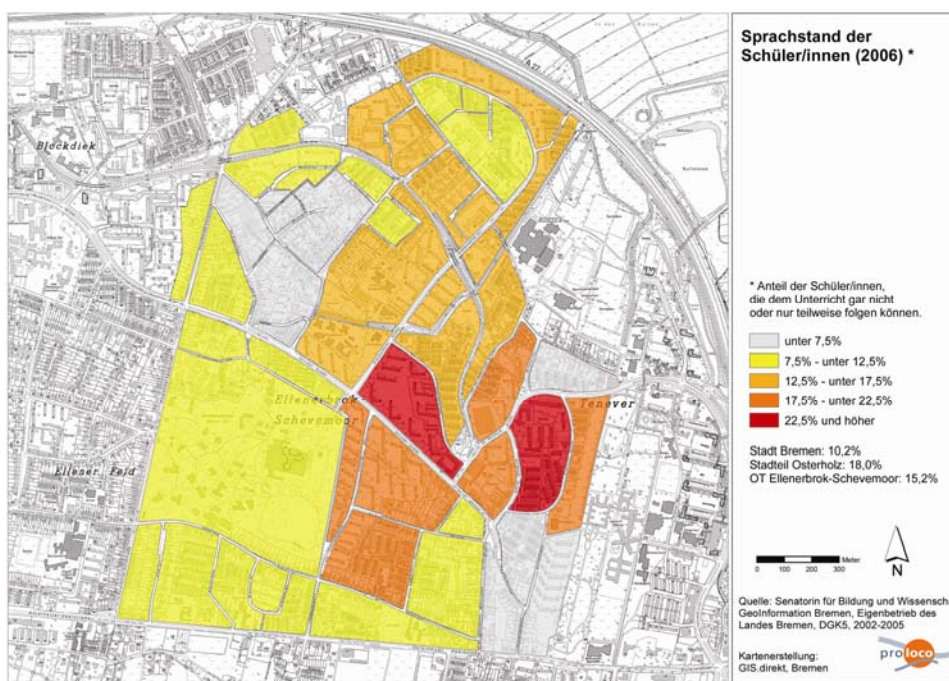 Sprachstand der
Schüler/innen (2006) *
Blockdiek
A 27
* Anteil der Schüler/innen,
die dem Unterricht gar nicht
oder nur teilweise folgen können.
unter 7,5%
7,5% - unter 12,5%
12,5% - unter 17,5%
17,5% - unter 22,5%
22,5% und höher
Ellenerbrok
Schevemoor
Tenever
Ellener Feld
Stadt Bremen: 10,2%
Stadteil Osterholz: 18,0%
OT Ellenerbrok-Schevemoor: 15,2%
0 100 200 300 Meter
N
Quelle: Senatorin für Bildung und Wissensch
GeoInformation Bremen, Eigenbetrieb des
Landes Bremen, DGK5, 2002-2005
Kartenerstellung:
GIS.direkt, Bremen
proloco